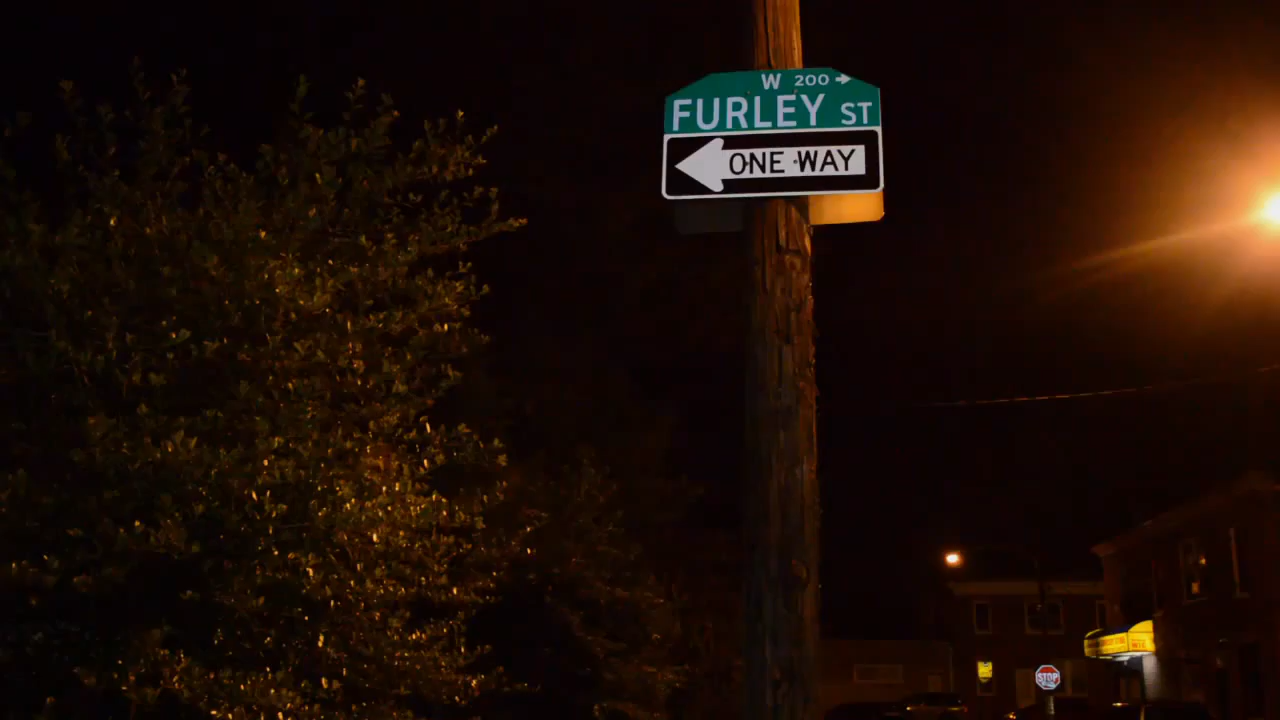 W 200 →
FURLEY ST
ONE WAY
STOP